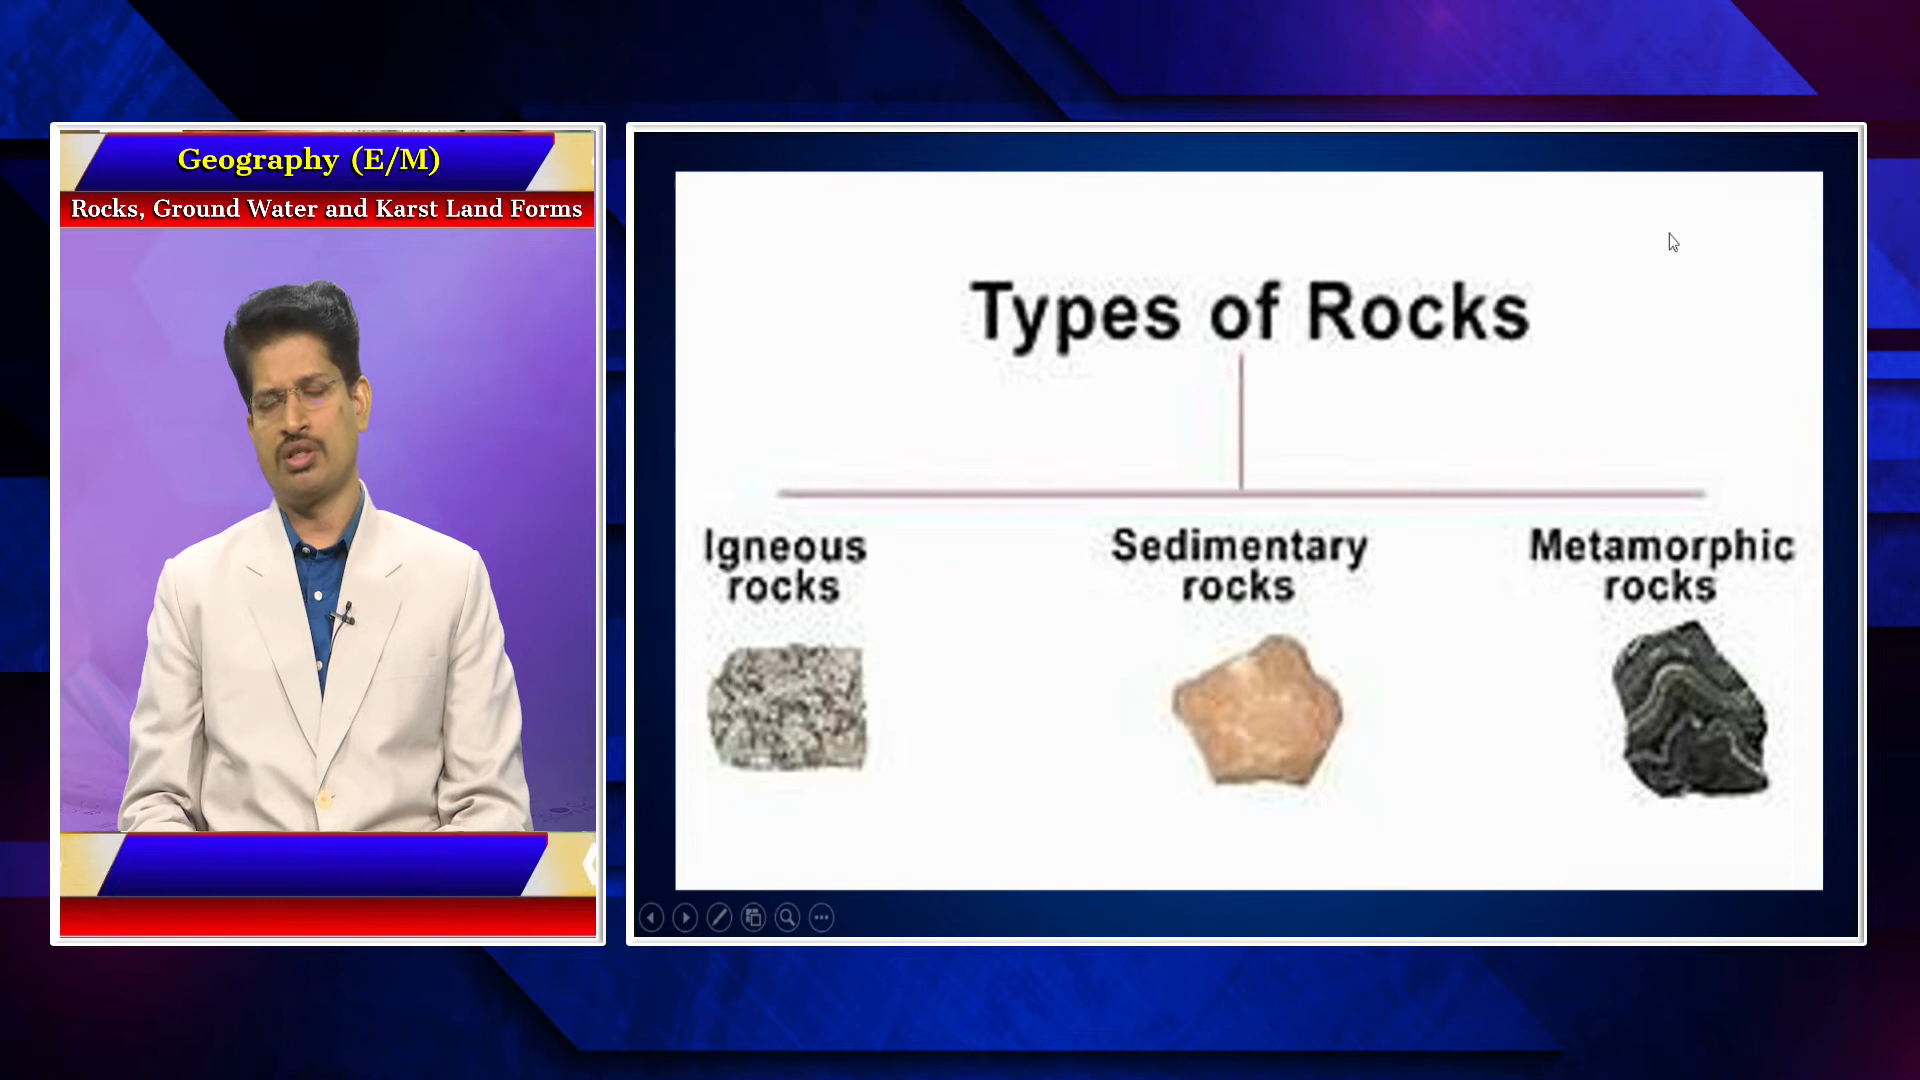 Geography (E/M)
Rocks, Ground Water and Karst Land Forms
Types of Rocks
Igneous
rocks
Sedimentary
rocks
Metamorphic
rocks